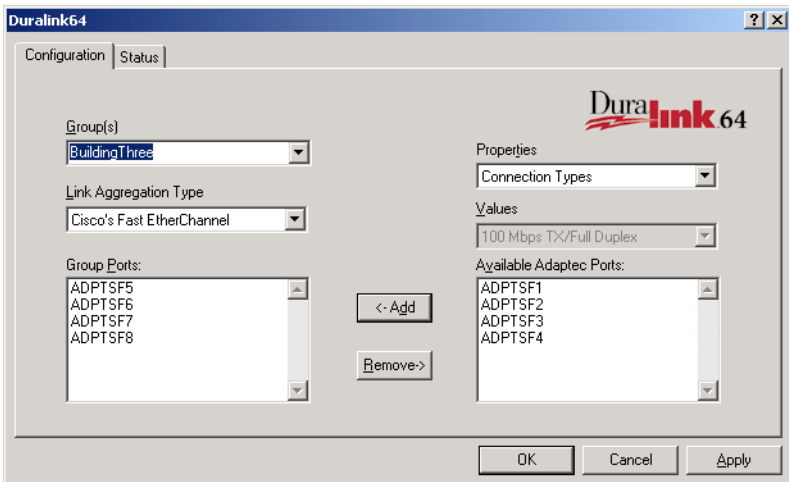 Duralink64
Configuration
Status
Duralink 64
Group(s)
BuildingThree
Properties
Connection Types
Link Aggregation Type
Cisco's Fast EtherChannel
Values
100 Mbps TX/Full Duplex
Group Ports:
ADPTSF5
ADPTSF6
ADPTSF7
ADPTSF8
<- Add
Remove->
Available Adaptec Ports:
ADPTSF1
ADPTSF2
ADPTSF3
ADPTSF4
OK
Cancel
Apply